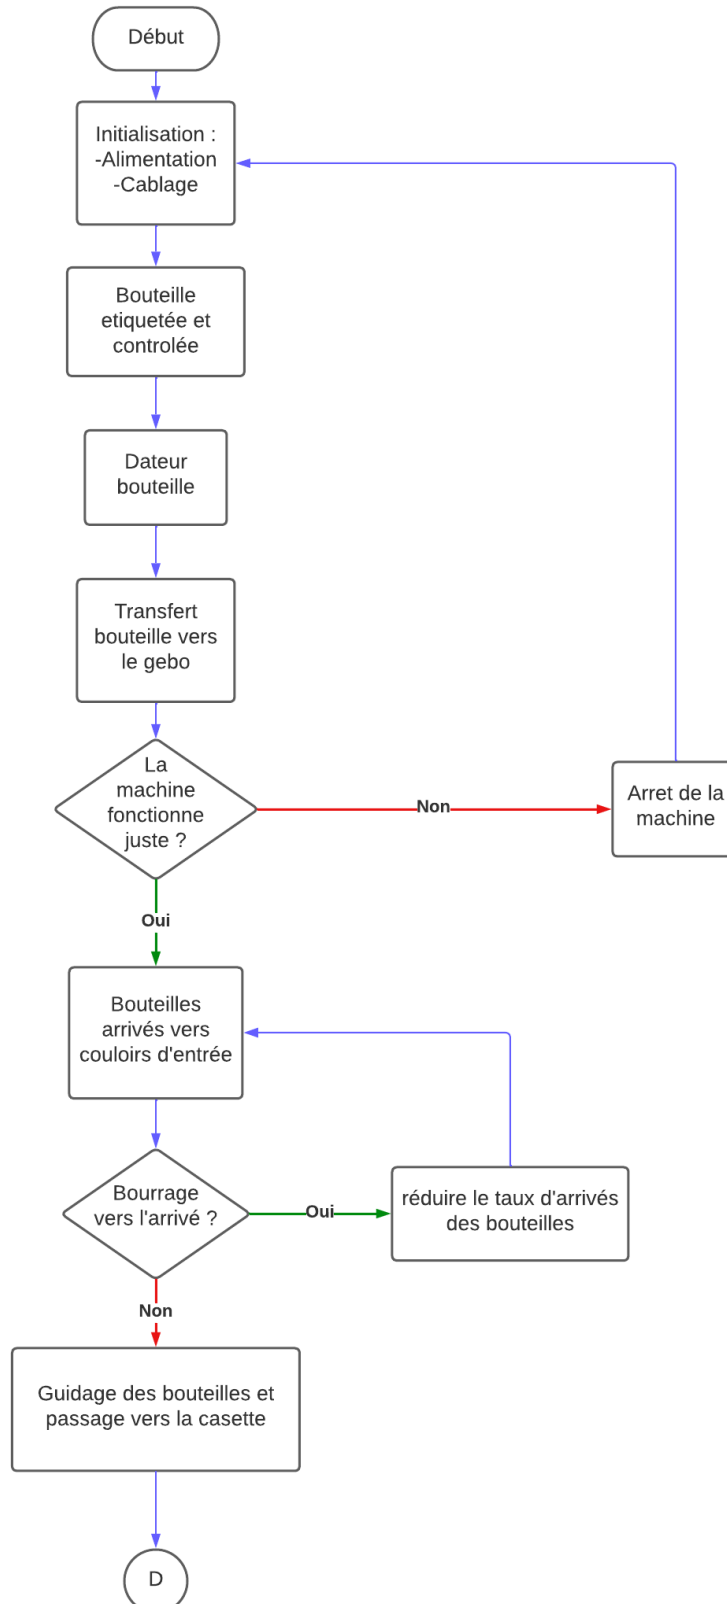 Début
Initialisation :
-Alimentation
-Cablage
Bouteille
etiquetée et
controlée
Dateur
bouteille
Transfert
bouteille vers
le gebo
La
machine
fonctionne
juste ?
Non
Arret de la
machine
Oui
Bouteilles
arrivés vers
couloirs d'entrée
Bourrage
vers l'arrivé ?
Oui
réduire le taux d'arrivés
des bouteilles
Non
Guidage des bouteilles et
passage vers la casette
D